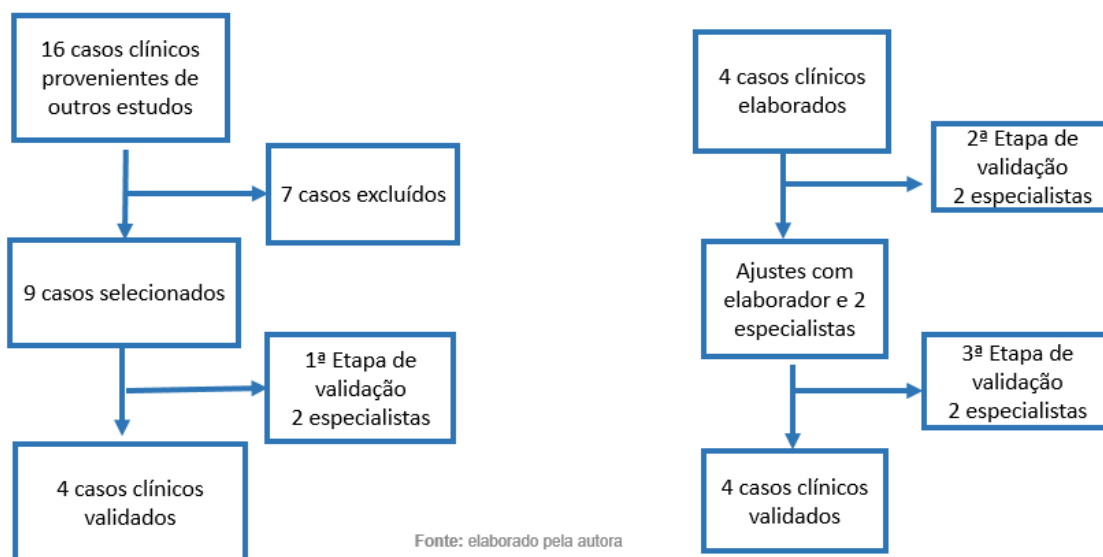 16 casos clínicos
provenientes de
outros estudos
7 casos excluídos
9 casos selecionados
1ª Etapa de
validação
2 especialistas
4 casos clínicos
validados
4 casos clínicos
elaborados
2ª Etapa de
validação
2 especialistas
Ajustes com
elaborador e 2
especialistas
3ª Etapa de
validação
2 especialistas
4 casos clínicos
validados
Fonte: elaborado pela autora